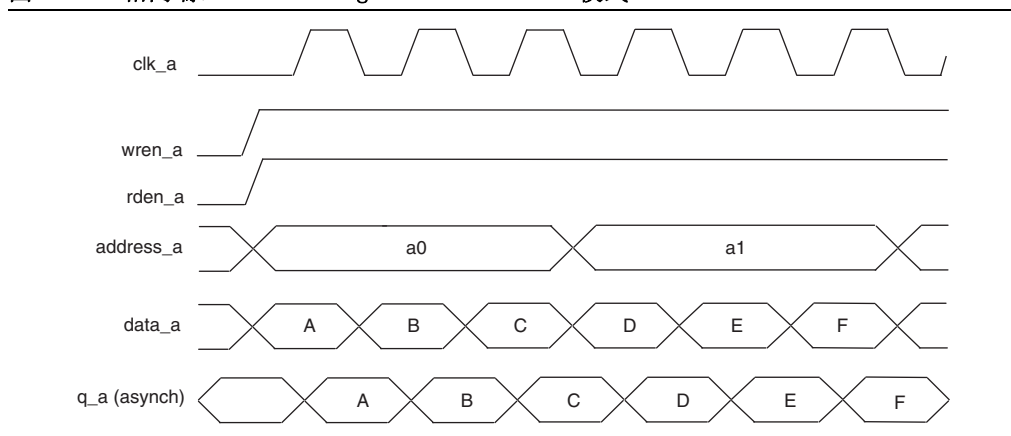 clk_a
wren_a
rden_a
address_a a0 a1
data_a A B C D E F
q_a (asynch) A B C D E F